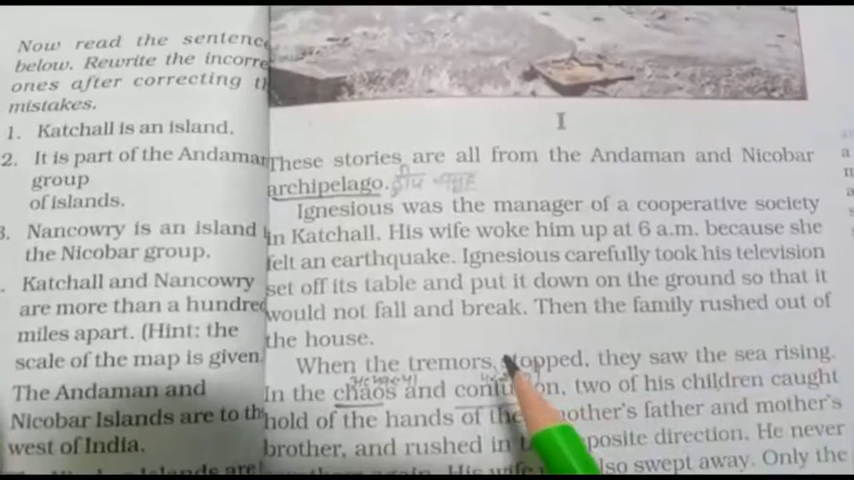 Now read the sentenc
below. Rewrite the incorre
ones after correcting t
mistakes.
1. Katchall is an island.
2. It is part of the Andaman
group
of islands.
3. Nancowry is an island
the Nicobar group.
. Katchall and Nancowry
are more than a hundred
miles apart. (Hint: the
scale of the map is given
The Andaman and
Nicobar Islands are to th
west of India.
I
These stories are all from the Andaman and Nicobar
archipelago. द्वीप समूह
Ignesious was the manager of a cooperative society
in Katchall. His wife woke him up at 6 a.m. because she
felt an earthquake. Ignesious carefully took his television
set off its table and put it down on the ground so that it
would not fall and break. Then the family rushed out of
the house.
When the tremors stopped, they saw the sea rising.
In the chaos and confusion, two of his children caught
hold of the hands of the mother's father and mother's
brother, and rushed in opposite direction. He never
His wife also swept away. Only the